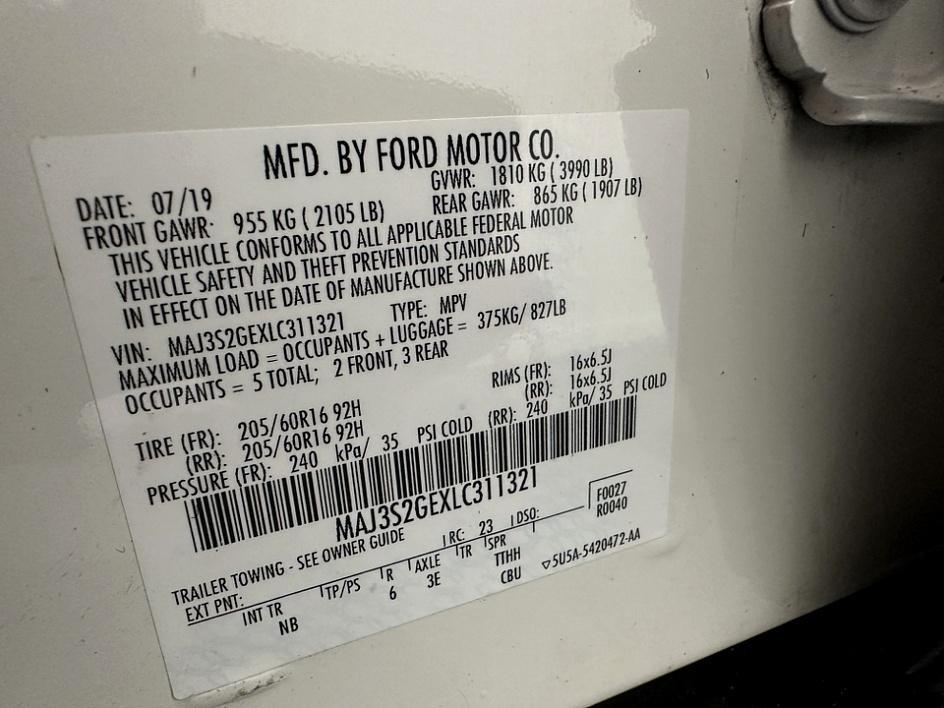 MFD. BY FORD MOTOR CO.
DATE: 07/19 GVWR: 1810 KG ( 3990 LB)
FRONT GAWR: 955 KG ( 2105 LB) REAR GAWR: 865 KG ( 1907 LB)
THIS VEHICLE CONFORMS TO ALL APPLICABLE FEDERAL MOTOR
VEHICLE SAFETY AND THEFT PREVENTION STANDARDS
IN EFFECT ON THE DATE OF MANUFACTURE SHOWN ABOVE.
VIN: MAJ3S2GEXLC311321 TYPE: MPV
MAXIMUM LOAD = OCCUPANTS + LUGGAGE = 375KG/ 827LB
OCCUPANTS = 5 TOTAL; 2 FRONT, 3 REAR
TIRE (FR): 205/60R16 92H RIMS (FR): 16x6.5J
(RR): 205/60R16 92H (RR): 16x6.5J
PRESSURE (FR): 240 kPa/ 35 PSI COLD (RR): 240 kPa/ 35 PSI COLD
MAJ3S2GEXLC311321
TRAILER TOWING - SEE OWNER GUIDE
F0027
R0040
EXT PNT: RC: 23 DSO:
INT TR TP/PS R AXLE TR SPR
NB 6 3E TTHH
CBU
▽5U5A-5420472-AA